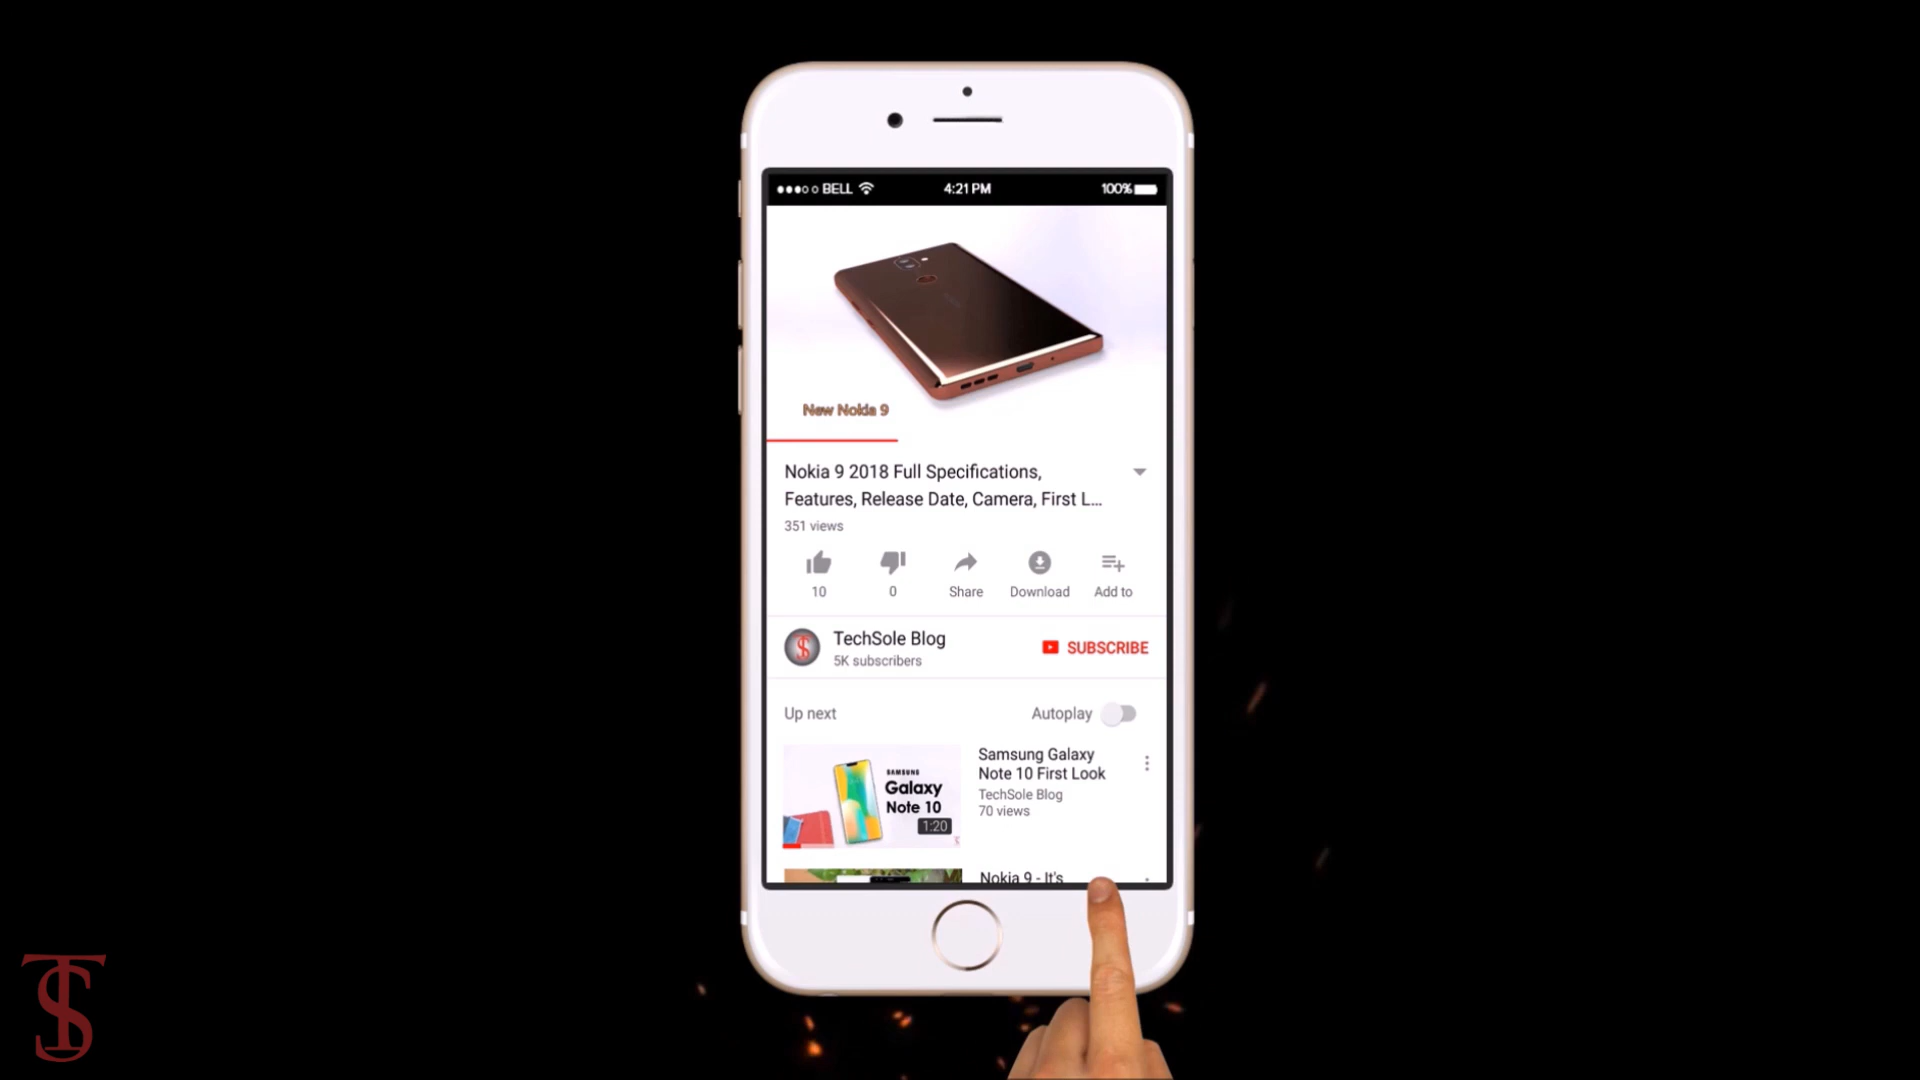 BELL
4:21 PM
100%
New Nokia 9
Nokia 9 2018 Full Specifications,
Features, Release Date, Camera, First L...
351 views
10
0
Share
Download
Add to
TechSole Blog
5K subscribers
SUBSCRIBE
Up next
Autoplay
SAMSUNG
Galaxy
Note 10
1:20
Samsung Galaxy
Note 10 First Look
TechSole Blog
70 views
Nokia 9 - It's
TS